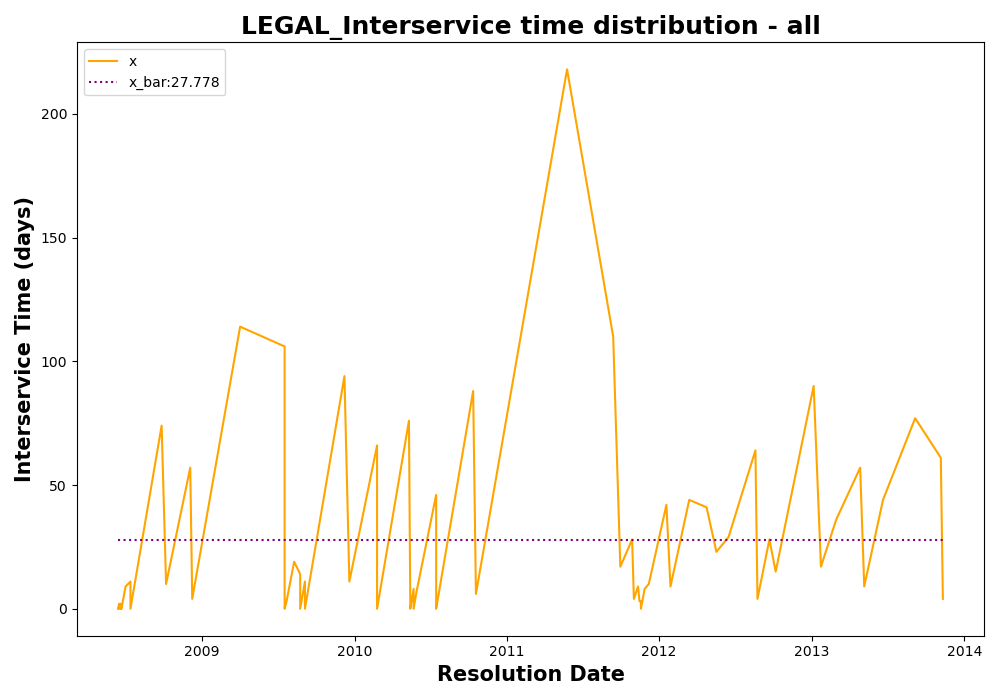 LEGAL_Interservice time distribution - all
x
x_bar:27.778
Interservice Time (days)
200
150
100
50
0
2009 2010 2011 2012 2013 2014
Resolution Date